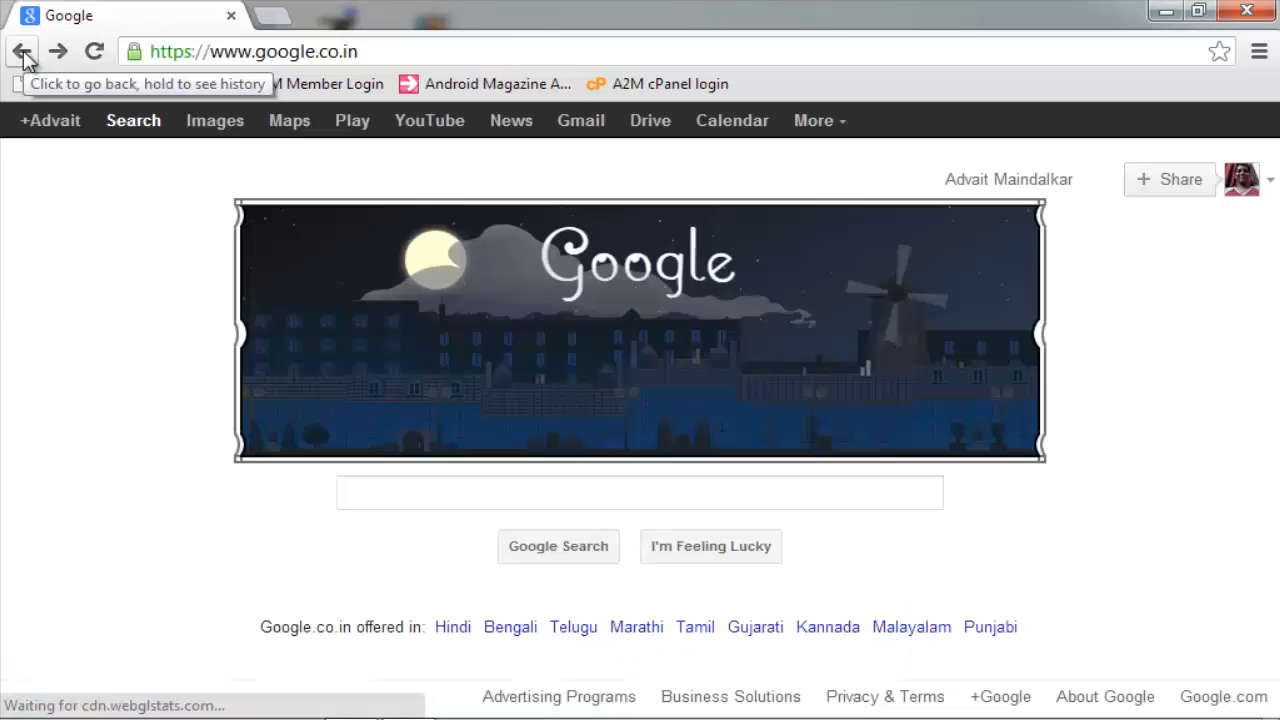 Google
https://www.google.co.in
Click to go back, hold to see history
M Member Login
Android Magazine A...
cP A2M cPanel login
+Advait Search Images Maps Play YouTube News Gmail Drive Calendar More
Advait Maindalkar
+ Share
Google
Google Search
I'm Feeling Lucky
Google.co.in offered in: Hindi Bengali Telugu Marathi Tamil Gujarati Kannada Malayalam Punjabi
Waiting for cdn.webglstats.com...
Advertising Programs Business Solutions Privacy & Terms +Google About Google Google.com